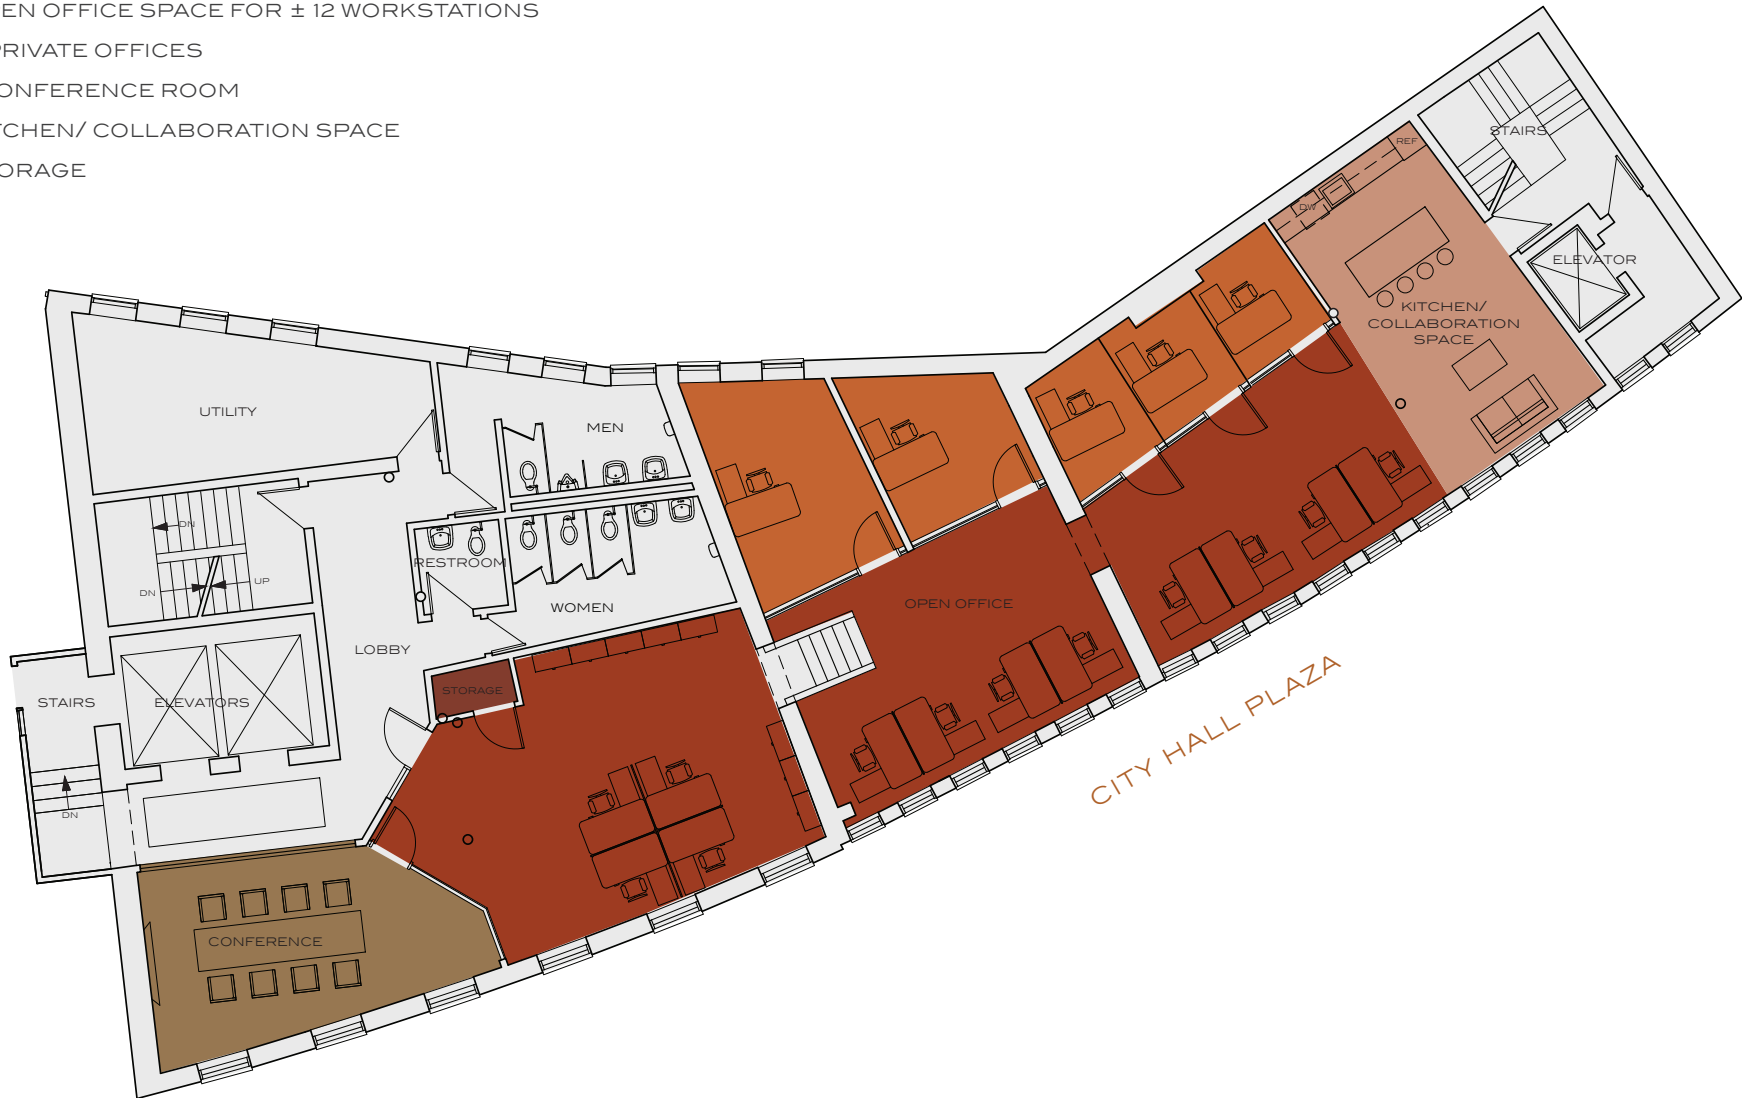 EN OFFICE SPACE FOR ± 12 WORKSTATIONS
PRIVATE OFFICES
ONFERENCE ROOM
TCHEN/ COLLABORATION SPACE
ORAGE
STAIRS
REF
DW
ELEVATOR
KITCHEN/
COLLABORATION
SPACE
UTILITY
MEN
DN
RESTROOM
DN
UP
WOMEN
OPEN OFFICE
LOBBY
STORAGE
STAIRS
ELEVATORS
DN
CITY HALL PLAZA
CONFERENCE